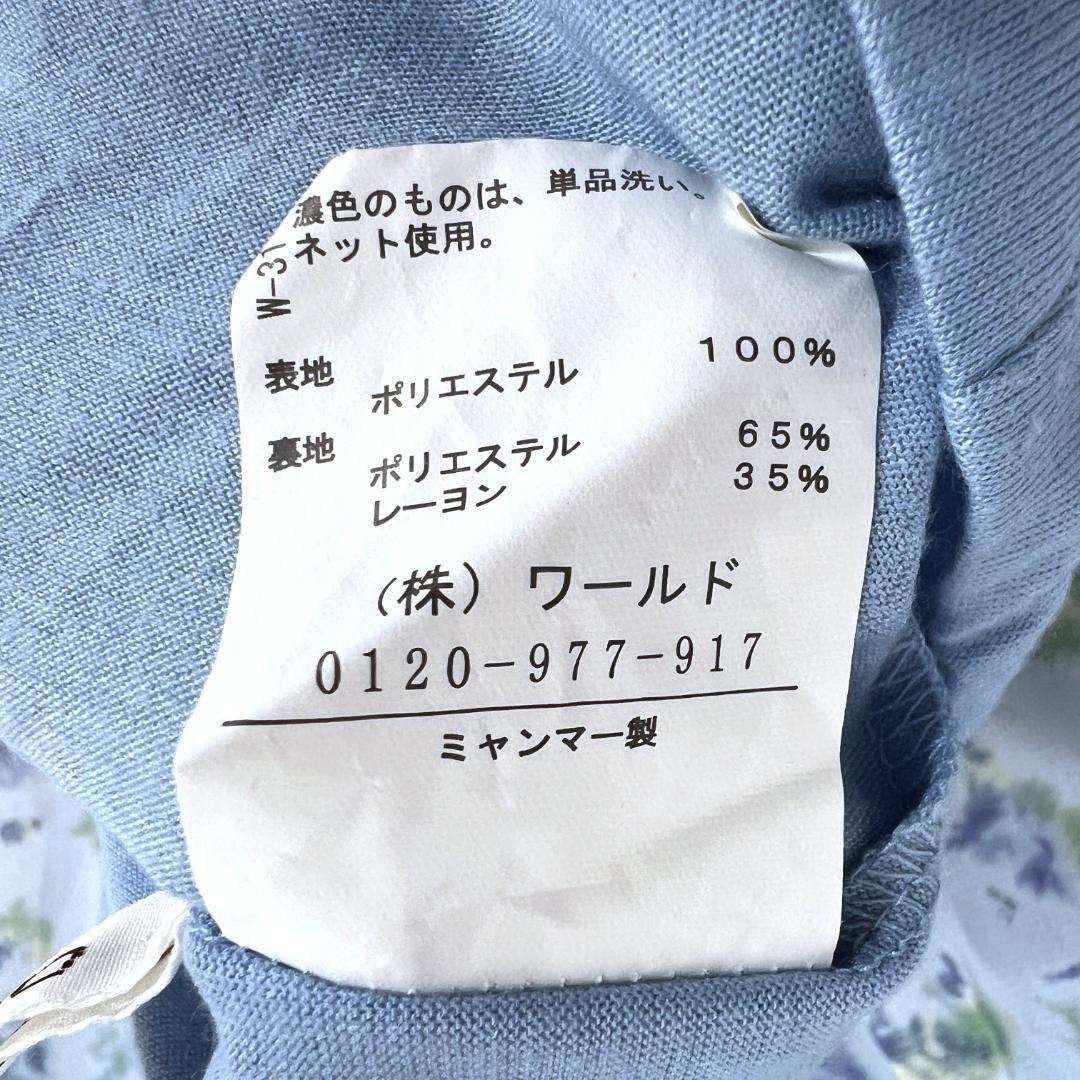 濃色のものは、単品洗い。
ネット使用。
W-31
表地
ポリエステル 100%
裏地
ポリエステル 65%
レーヨン 35%
（株）ワールド
0120-977-917
ミャンマー製